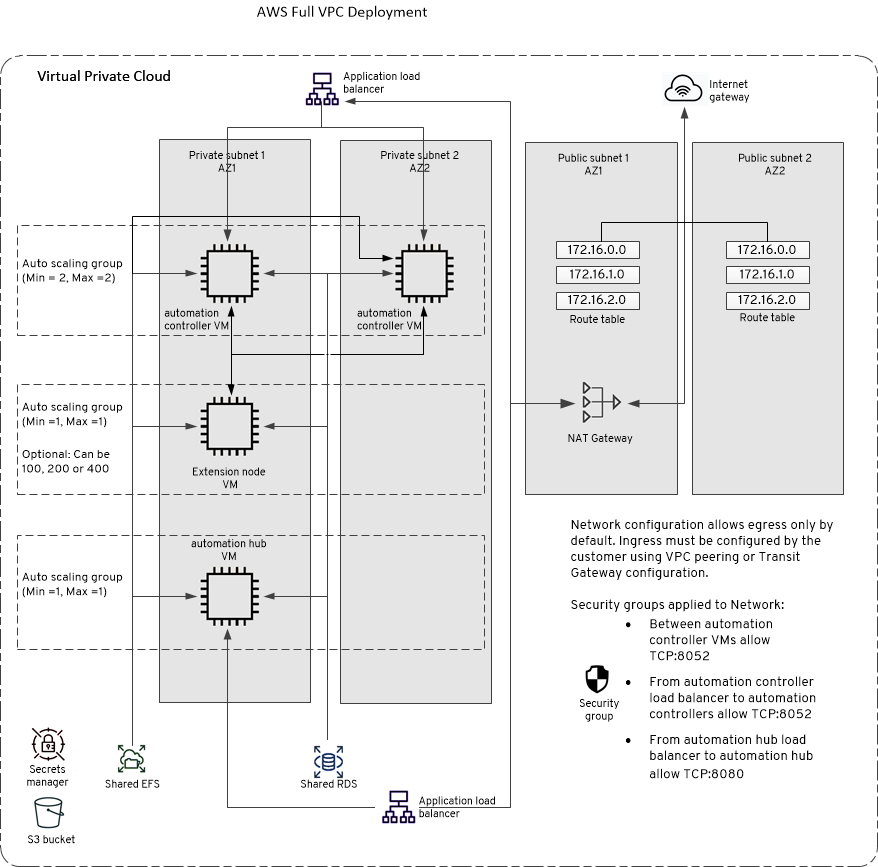 AWS Full VPC Deployment
Virtual Private Cloud
Application load
balancer
Internet
gateway
Private subnet 1
AZ1
Private subnet 2
AZ2
Public subnet 1
AZ1
Public subnet 2
AZ2
Auto scaling group
(Min = 2, Max =2)
automation
controller VM
automation
controller VM
172.16.0.0
172.16.1.0
172.16.2.0
Route table
172.16.0.0
172.16.1.0
172.16.2.0
Route table
Auto scaling group
(Min =1, Max =1)
Optional: Can be
100, 200 or 400
Extension node
VM
NAT Gateway
automation hub
VM
Auto scaling group
(Min =1, Max =1)
Network configuration allows egress only by
default. Ingress must be configured by the
customer using VPC peering or Transit
Gateway configuration.
Security groups applied to Network:
• Between automation
controller VMs allow
TCP:8052
• From automation controller
load balancer to automation
controllers allow TCP:8052
• From automation hub load
balancer to automation hub
allow TCP:8080
Security
group
Secrets
manager
Shared EFS
Shared RDS
S3 bucket
Application load
balancer